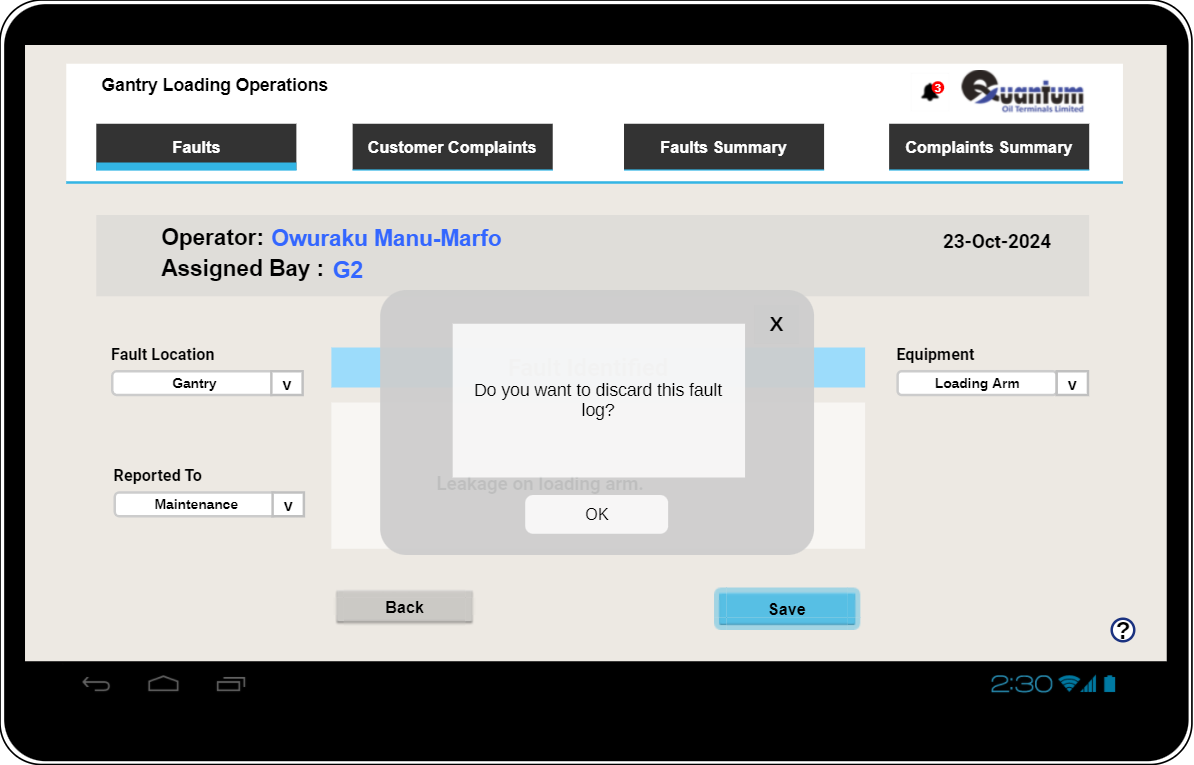 Gantry Loading Operations
3
Quantum
Oil Terminals Limited
Faults
Customer Complaints
Faults Summary
Complaints Summary
Operator: Owuraku Manu-Marfo
23-Oct-2024
Assigned Bay : G2
X
Fault Location
Fault Identified
Equipment
Gantry
v
Loading Arm
v
Do you want to discard this fault
log?
Reported To
Leakage on loading arm.
Maintenance
v
OK
Back
Save
?
2:30